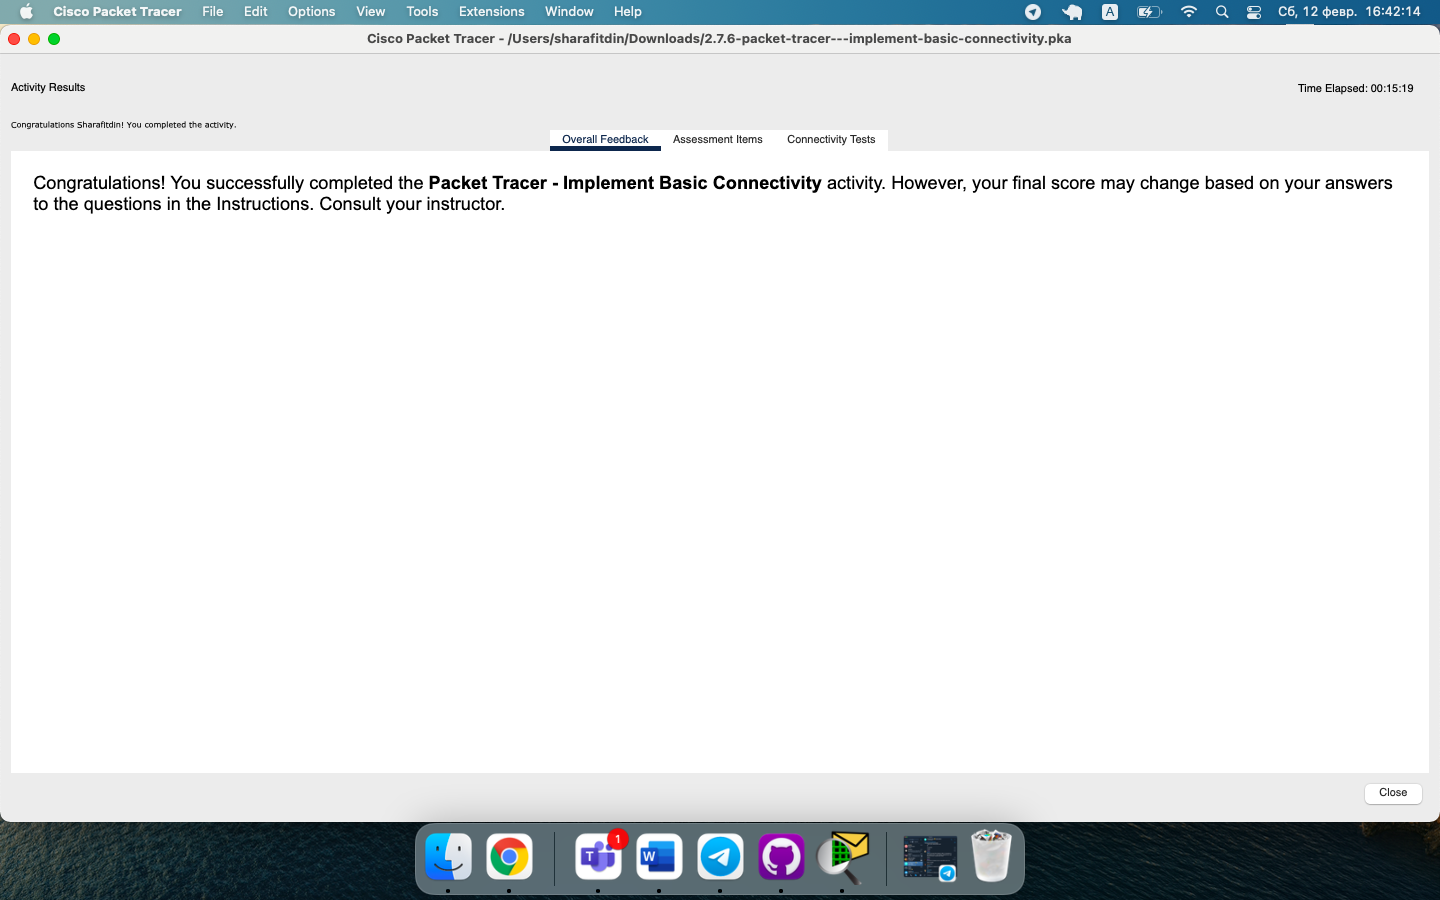 Cisco Packet Tracer File Edit Options View Tools Extensions Window Help A Сб, 12 февр. 16:42:14
Cisco Packet Tracer - /Users/sharafitdin/Downloads/2.7.6-packet-tracer---implement-basic-connectivity.pka
Activity Results
Time Elapsed: 00:15:19
Congratulations Sharafitdin! You completed the activity.
Overall Feedback Assessment Items Connectivity Tests
Congratulations! You successfully completed the Packet Tracer - Implement Basic Connectivity activity. However, your final score may change based on your answers
to the questions in the Instructions. Consult your instructor.
Close
1
T
W